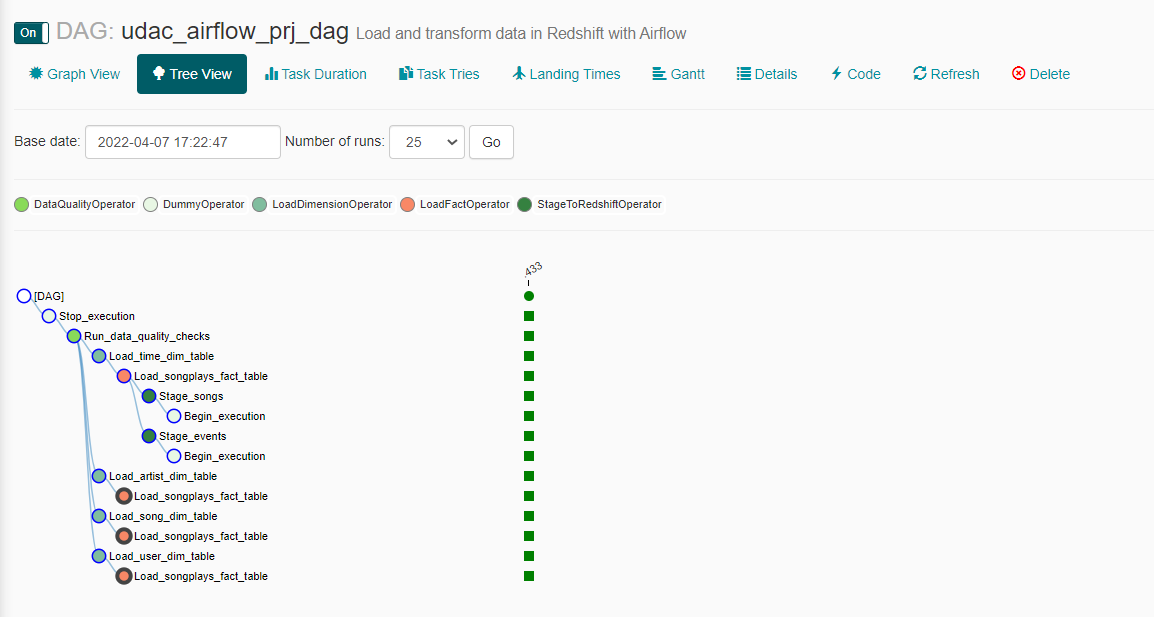 On DAG: udac_airflow_prj_dag Load and transform data in Redshift with Airflow
Graph View Tree View Task Duration Task Tries Landing Times Gantt Details Code Refresh Delete
Base date: 2022-04-07 17:22:47 Number of runs: 25 Go
DataQualityOperator DummyOperator LoadDimensionOperator LoadFactOperator StageToRedshiftOperator
.433
[DAG]
Stop_execution
Run_data_quality_checks
Load_time_dim_table
Load_songplays_fact_table
Stage_songs
Begin_execution
Stage_events
Begin_execution
Load_artist_dim_table
Load_songplays_fact_table
Load_song_dim_table
Load_songplays_fact_table
Load_user_dim_table
Load_songplays_fact_table